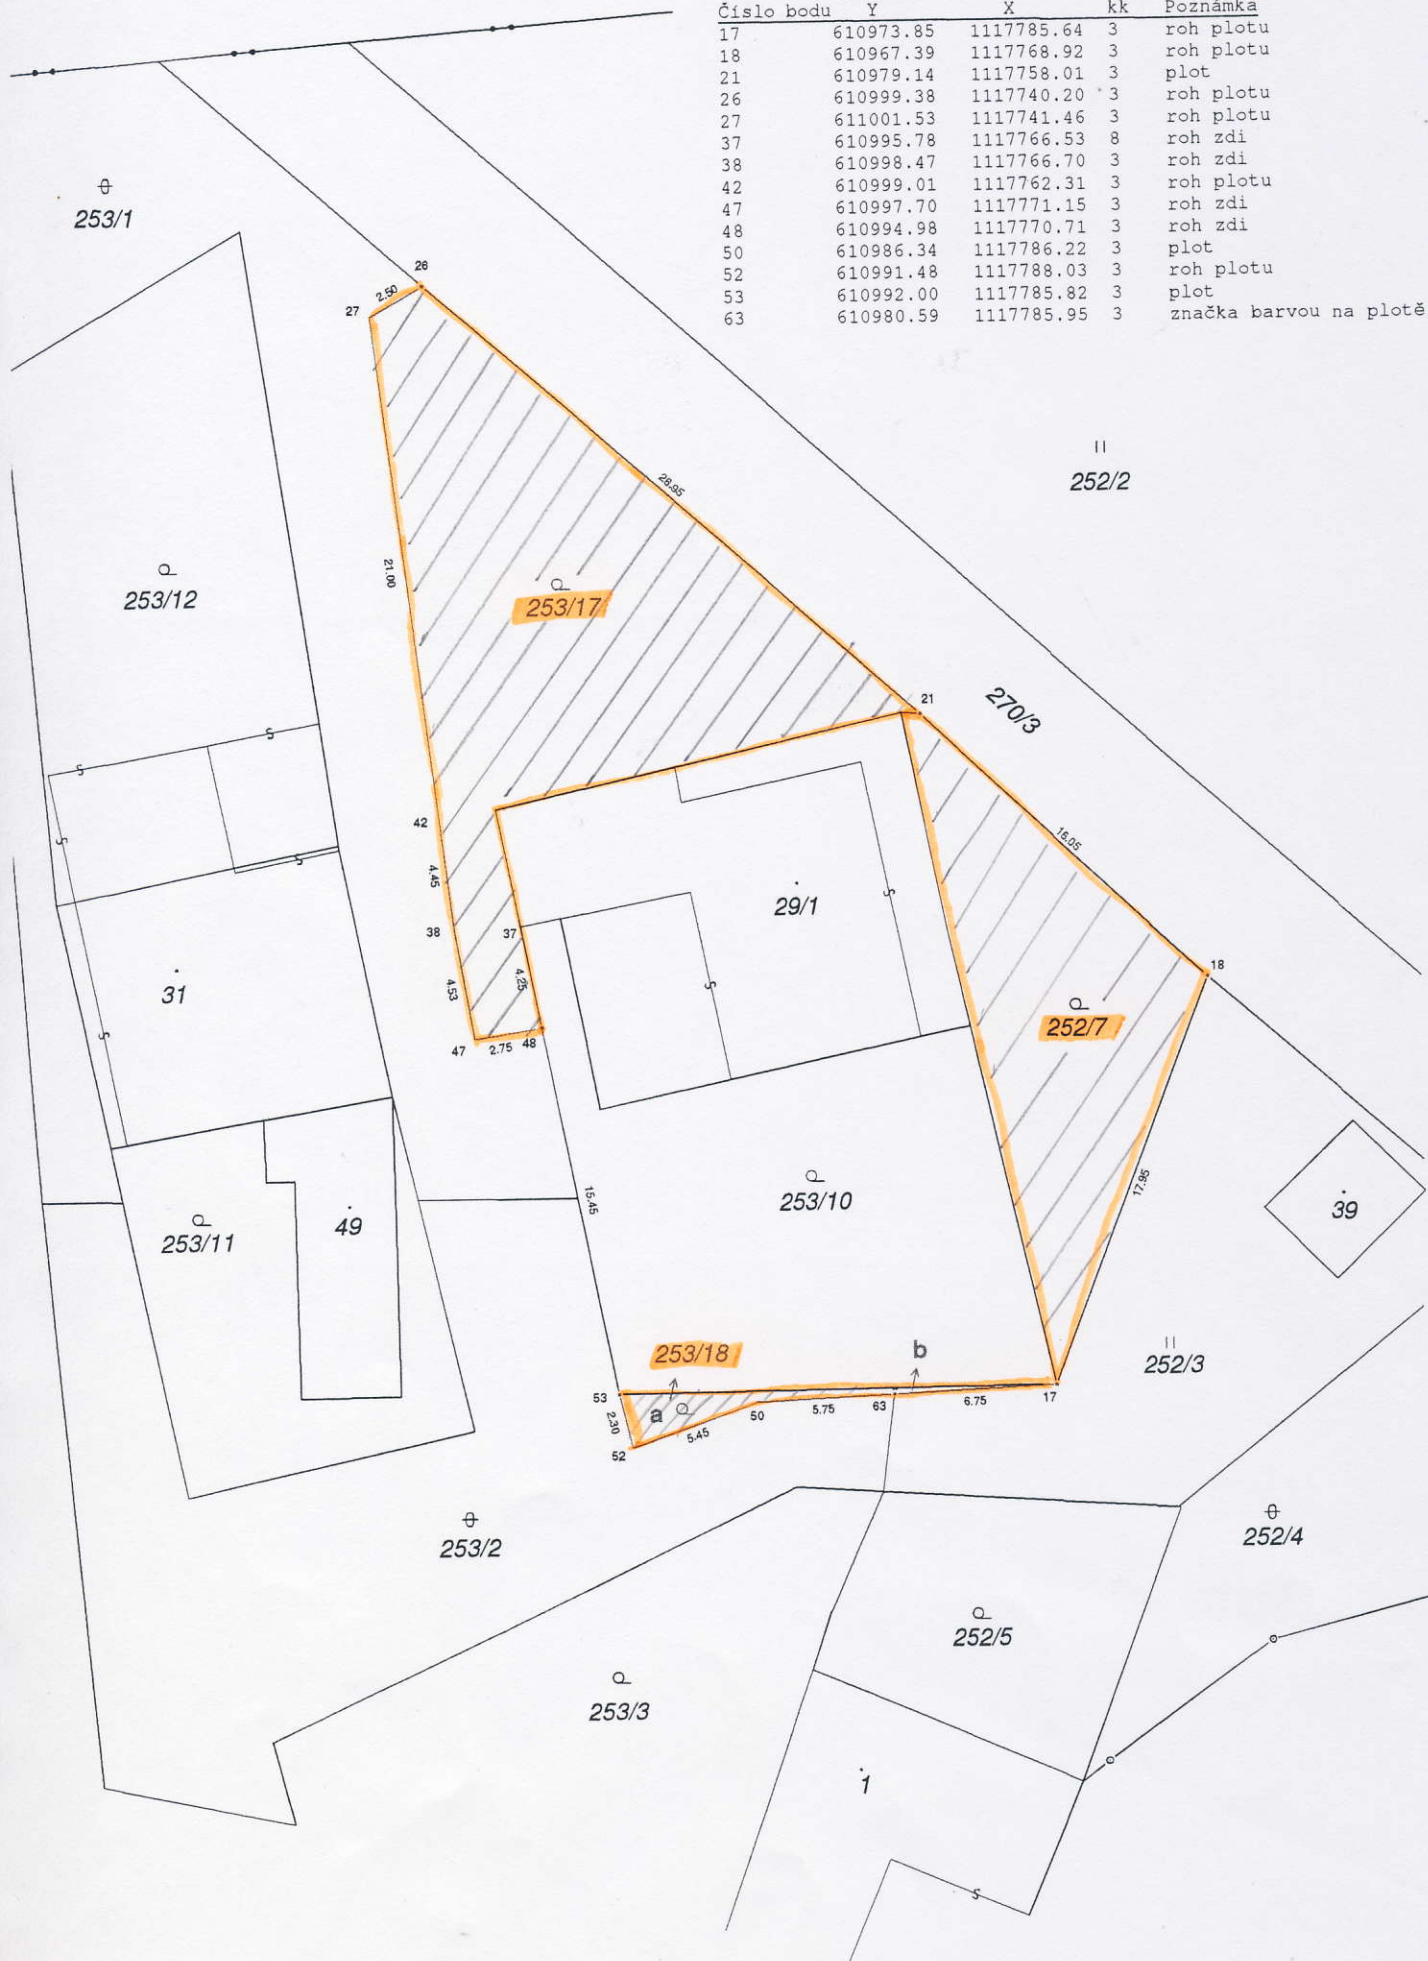 Číslo bodu Y X kk Poznámka
17 610973.85 1117785.64 3 roh plotu
18 610967.39 1117768.92 3 roh plotu
21 610979.14 1117758.01 3 plot
26 610999.38 1117740.20 3 roh plotu
27 611001.53 1117741.46 3 roh plotu
37 610995.78 1117766.53 8 roh zdi
38 610998.47 1117766.70 3 roh zdi
42 610999.01 1117762.31 3 roh plotu
47 610997.70 1117771.15 3 roh zdi
48 610994.98 1117770.71 3 roh zdi
50 610986.34 1117786.22 3 plot
52 610991.48 1117788.03 3 roh plotu
53 610992.00 1117785.82 3 plot
63 610980.59 1117785.95 3 značka barvou na plotě
253/1
26
2.50
27
252/2
26.95
21.00
253/12
253/17
21
270/3
42
16.05
4.45
29/1
38
37
18
4.53
4.25
31
252/7
47
2.75
48
17.95
15.45
253/10
39
49
253/11
253/18
b
252/3
53
a
2.30
50
5.75
63
6.75
17
5.45
52
253/2
252/4
252/5
253/3
1